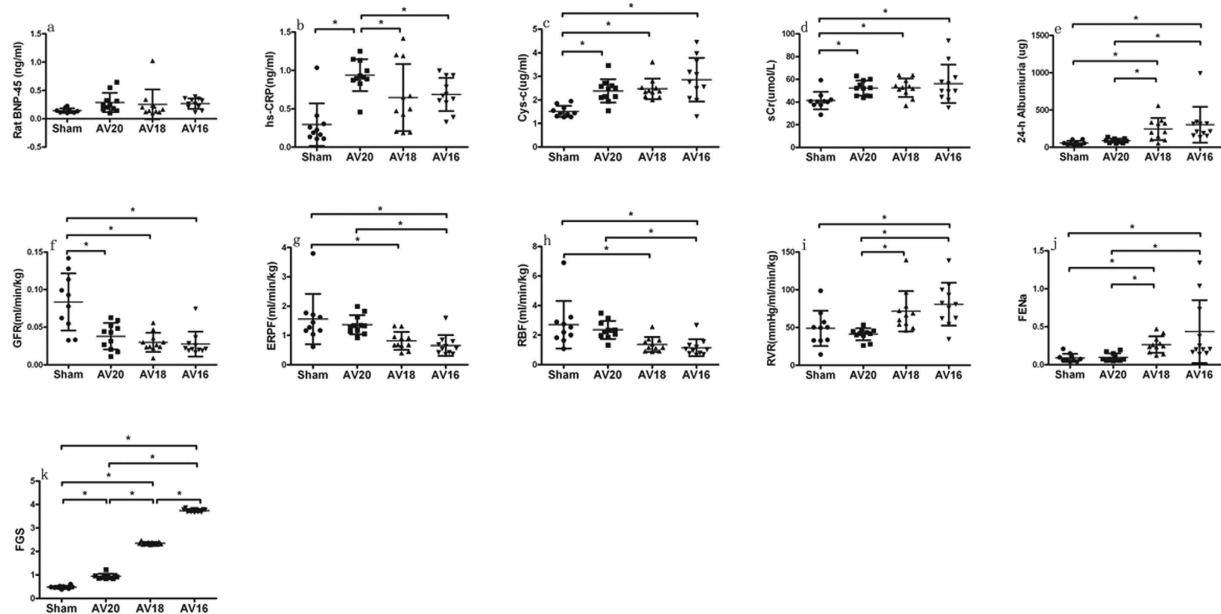 a
Rat BNP-45 (ng/ml)
1.5
1.0
0.5
0.0
-0.5
Sham AV20 AV18 AV16
b
* * *
hs-CRP(ng/ml)
1.5
1.0
0.5
0.0
Sham AV20 AV18 AV16
c
* * *
Cys-c(ug/ml)
5
4
3
2
1
0
Sham AV20 AV18 AV16
d
* * *
sCr(umol/L)
100
80
60
40
20
0
Sham AV20 AV18 AV16
e
* * * *
24-h Albumiuria (ug)
1500
1000
500
0
Sham AV20 AV18 AV16
f
* * *
GFR(ml/min/kg)
0.15
0.10
0.05
0.00
Sham AV20 AV18 AV16
g
* * *
ERPF(ml/min/kg)
4
3
2
1
0
Sham AV20 AV18 AV16
h
* * *
RBF(ml/min/kg)
8
6
4
2
0
Sham AV20 AV18 AV16
i
* * *
RVR(mmHg/ml/min/kg)
150
100
50
0
Sham AV20 AV18 AV16
j
* * * *
FENa
1.5
1.0
0.5
0.0
Sham AV20 AV18 AV16
k
* * * * * *
FGS
5
4
3
2
1
0
Sham AV20 AV18 AV16